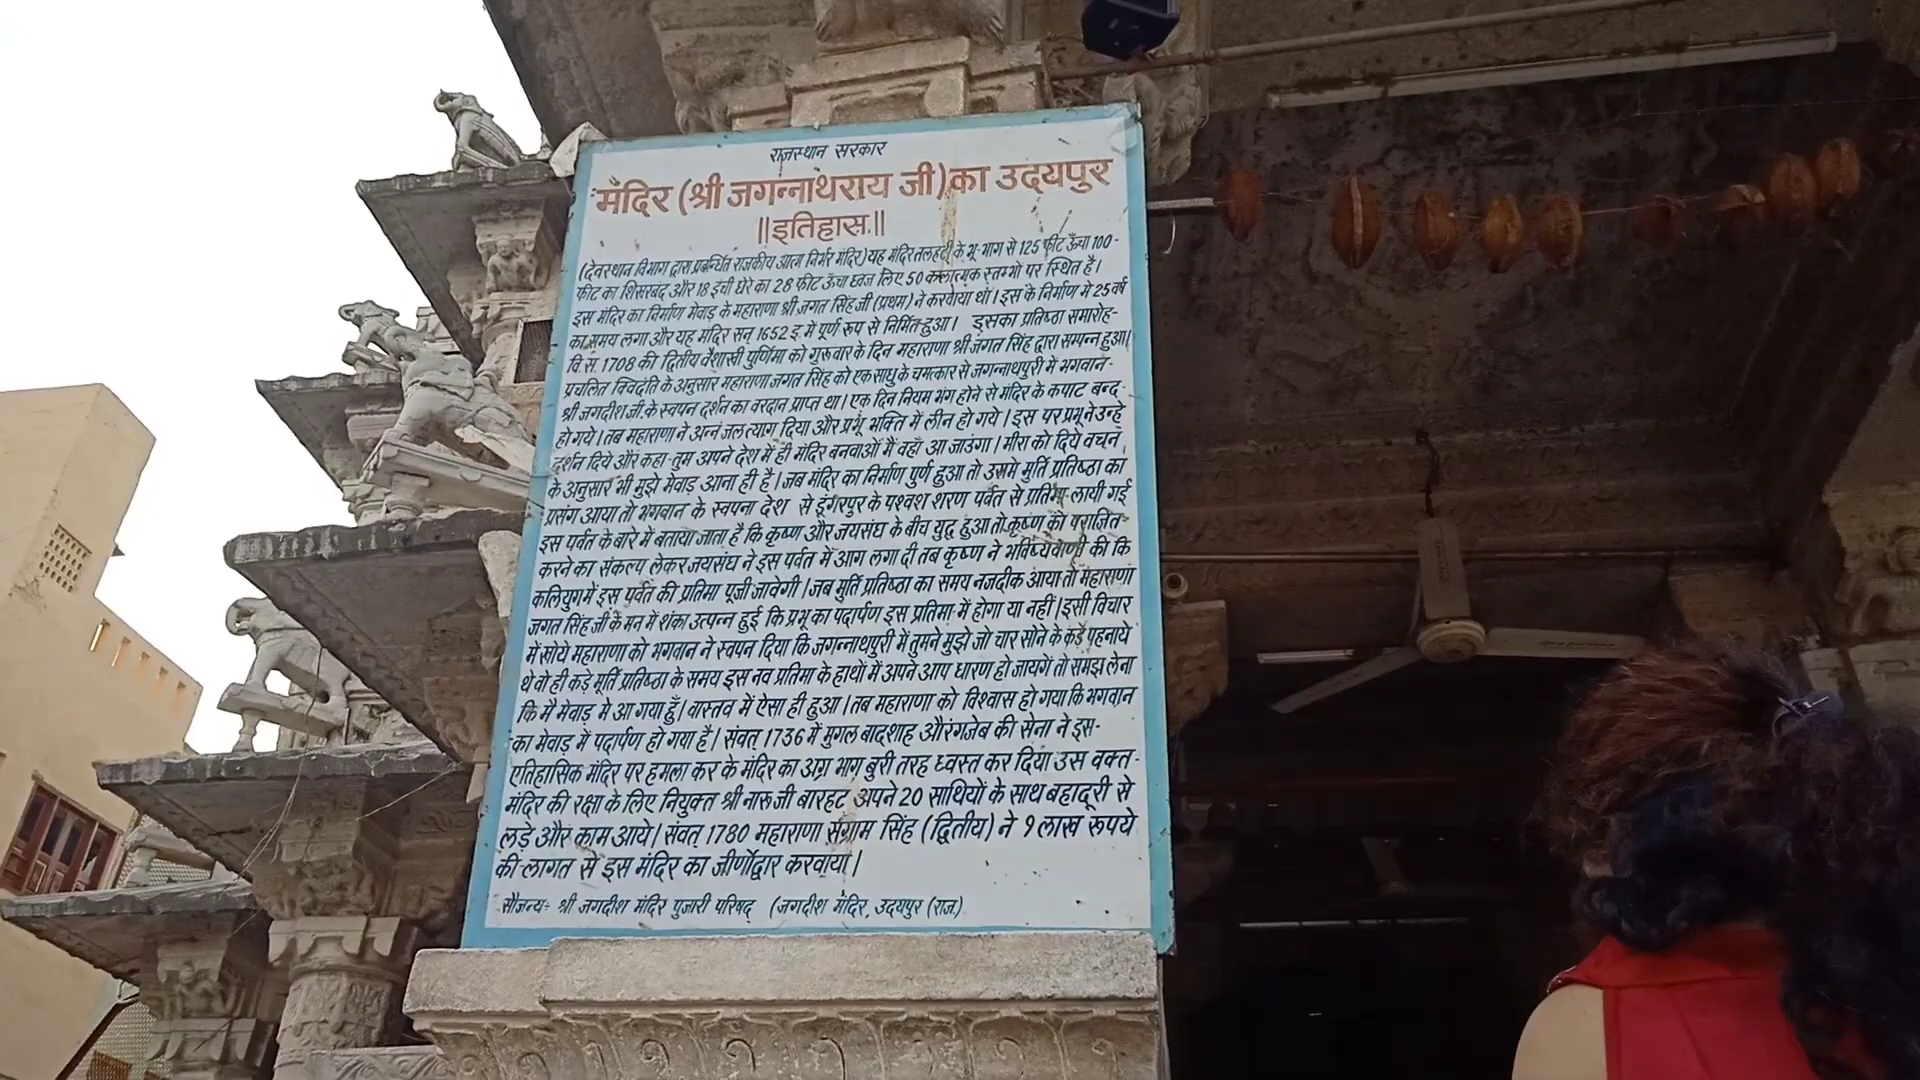 राजस्थान सरकार
मंदिर (श्री जगन्नाथराय जी) का उदयपुर
||इतिहास.||
(देवस्थान विभाग द्वारा प्रबन्धित राजकीय आत्म निर्भर मंदिर) यह मंदिर तलहटी के भू-भाग से 125 फीट ऊँचा 100-
फीट का शिखरबंद और 18 इंची घेरे का 28 फीट ऊँचा ध्वज लिए 50 कलात्मक स्तम्भों पर स्थित है।
इस मंदिर का निर्माण मेवाड़ के महाराणा श्री जगत सिंह जी (प्रथम) ने करवाया था। इस के निर्माण में 25 वर्ष
का समय लगा और यह मंदिर सन् 1652 इ. में पूर्ण रूप से निर्मित हुआ। इसका प्रतिष्ठा समारोह-
वि.स. 1708 की द्वितीय वैशाखी पुर्णिमा को गुरूवार के दिन महाराणा श्री जगत सिंह द्वारा सम्पन्न हुआ।
प्रचलित किवदंति के अनुसार महाराणा जगत सिंह को एक साधु के चमत्कार से जगन्नाथपुरी में भगवान-
श्री जगदीश जी.के स्वपन दर्शन का वरदान प्राप्त था। एक दिन नियम भंग होने से मंदिर के कपाट बन्द-
हो गये। तब महाराणा ने अन्नं जल त्याग दिया और प्रभू भक्ति में लीन हो गये। इस पर प्रभू ने उन्हे
दर्शन दिये और कहा-तुम अपने देश में ही मंदिर बनवाओं मैं वहाँ आ जाउंगा। मीरा को दिये वचन
के अनुसार भी मुझे मेवाड़ आना ही है। जब मंदिर का निर्माण पुर्ण हुआ तो उसमे मुर्ति प्रतिष्ठा का
प्रसंग आया तो भगवान के स्वपना देश से डूंगरपुर के पश्वश शरण पर्वत से प्रतिमा लायी गई
इस पर्वत के बारे में बताया जाता है कि कृष्ण और जयसंघ के बीच युद्व हुआ तो कृष्ण को पराजित-
करने का संकल्प लेकर जयसंघ ने इस पर्वत में आग लगा दी तब कृष्ण ने भविष्यवाणी की कि
कलियुग में इस पर्वत की प्रतिमा पूजी जावेगी। जब मुर्ति प्रतिष्ठा का समय नजदीक आया तो महाराणा
जगत सिंह जी के मन में शंका उत्पन्न हुई कि प्रभू का पदार्पण इस प्रतिमा में होगा या नहीं। इसी विचार
में खोये महाराणा को भगवान ने स्वपन दिया कि जगन्नाथपुरी में तुमने मुझे जो चार सोने के कड़े पहनाये
थे वो ही कड़े मूर्ति प्रतिष्ठा के समय इस नव प्रतिमा के हाथों में अपने आप धारण हो जायगें तो समझ लेना
कि मै मेवाड़ मे आ गया हुँ। वास्तव में ऐसा ही हुआ। तब महाराणा को विश्वास हो गया कि भगवान
का मेवाड़ में पदार्पण हो गया है। संवत् 1736 में मुगल बादशाह औरंगजेब की सेना ने इस-
एतिहासिक मंदिर पर हमला कर के मंदिर का अग्र भाग बुरी तरह ध्वस्त कर दिया उस वक्त-
मंदिर की रक्षा के लिए नियुक्त श्री नारू जी बारहट अपने 20 साथियों के साथ बहादूरी से
लड़े और काम आये। संवत् 1780 महाराणा संग्राम सिंह (द्वितीय) ने १ लाख रूपये
की लागत से इस मंदिर का जीर्णोद्वार करवाया।
सौजन्य:- श्री जगदीश मंदिर पुजारी परिषद् (जगदीश मंदिर, उदयपुर (राज.)